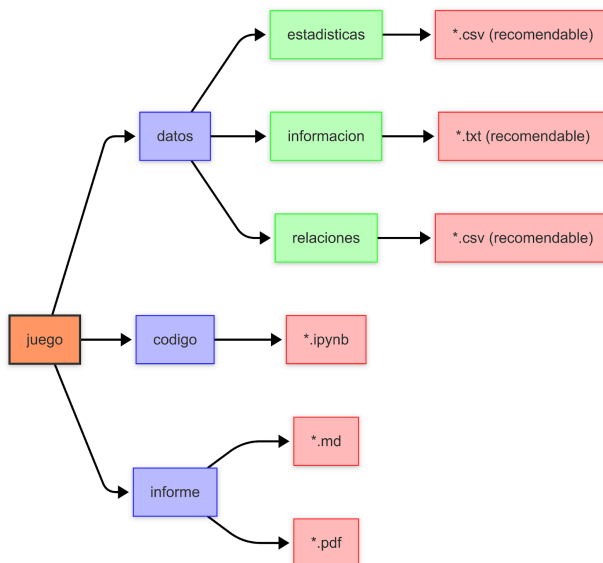 estadisticas
*.csv (recomendable)
datos
informacion
*.txt (recomendable)
relaciones
*.csv (recomendable)
juego
codigo
*.ipynb
*.md
informe
*.pdf